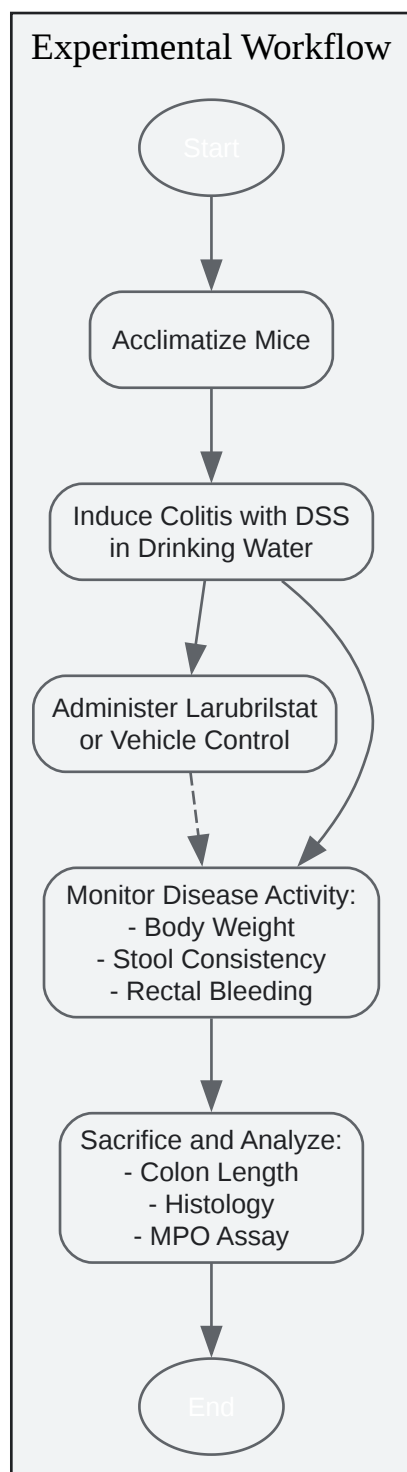 Experimental Workflow
Start
Acclimatize Mice
Induce Colitis with DSS
in Drinking Water
Administer Larubrilstat
or Vehicle Control
Monitor Disease Activity:
- Body Weight
- Stool Consistency
- Rectal Bleeding
Sacrifice and Analyze:
- Colon Length
- Histology
- MPO Assay
End